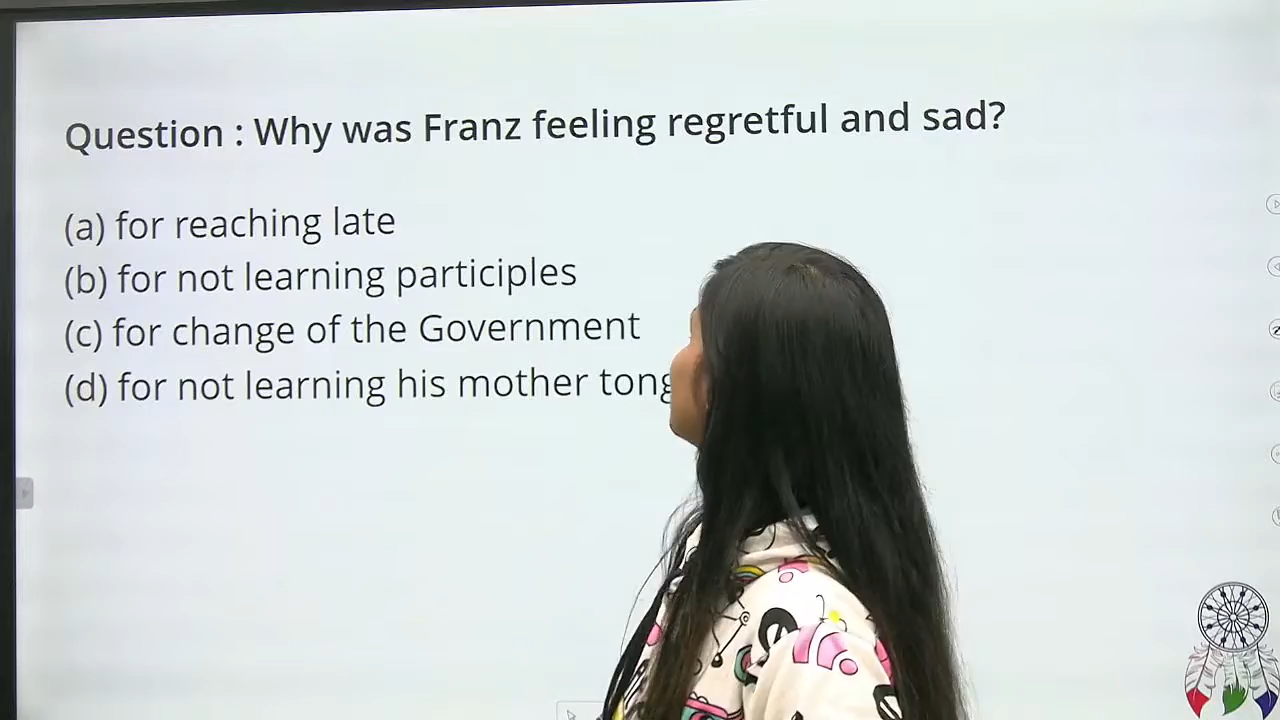 Question : Why was Franz feeling regretful and sad?
(a) for reaching late
(b) for not learning participles
(c) for change of the Government
(d) for not learning his mother